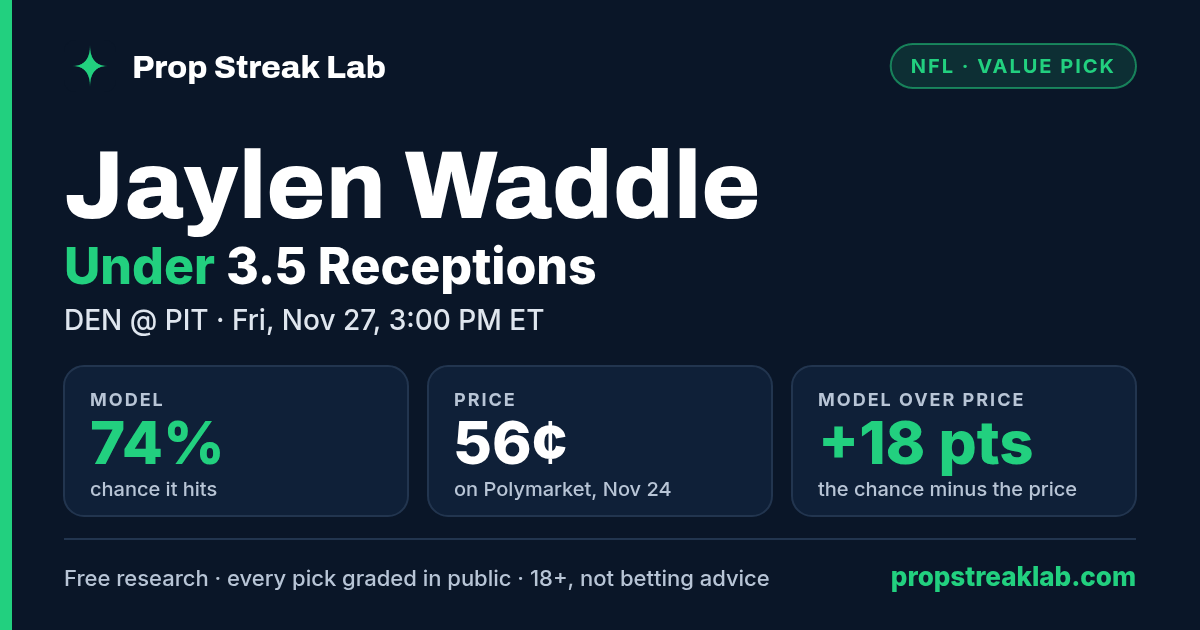 Prop Streak Lab
NFL · VALUE PICK
Jaylen Waddle
Under 3.5 Receptions
DEN @ PIT · Fri, Nov 27, 3:00 PM ET
MODEL
74%
chance it hits
PRICE
56¢
on Polymarket, Nov 24
MODEL OVER PRICE
+18 pts
the chance minus the price
Free research · every pick graded in public · 18+, not betting advice
propstreaklab.com